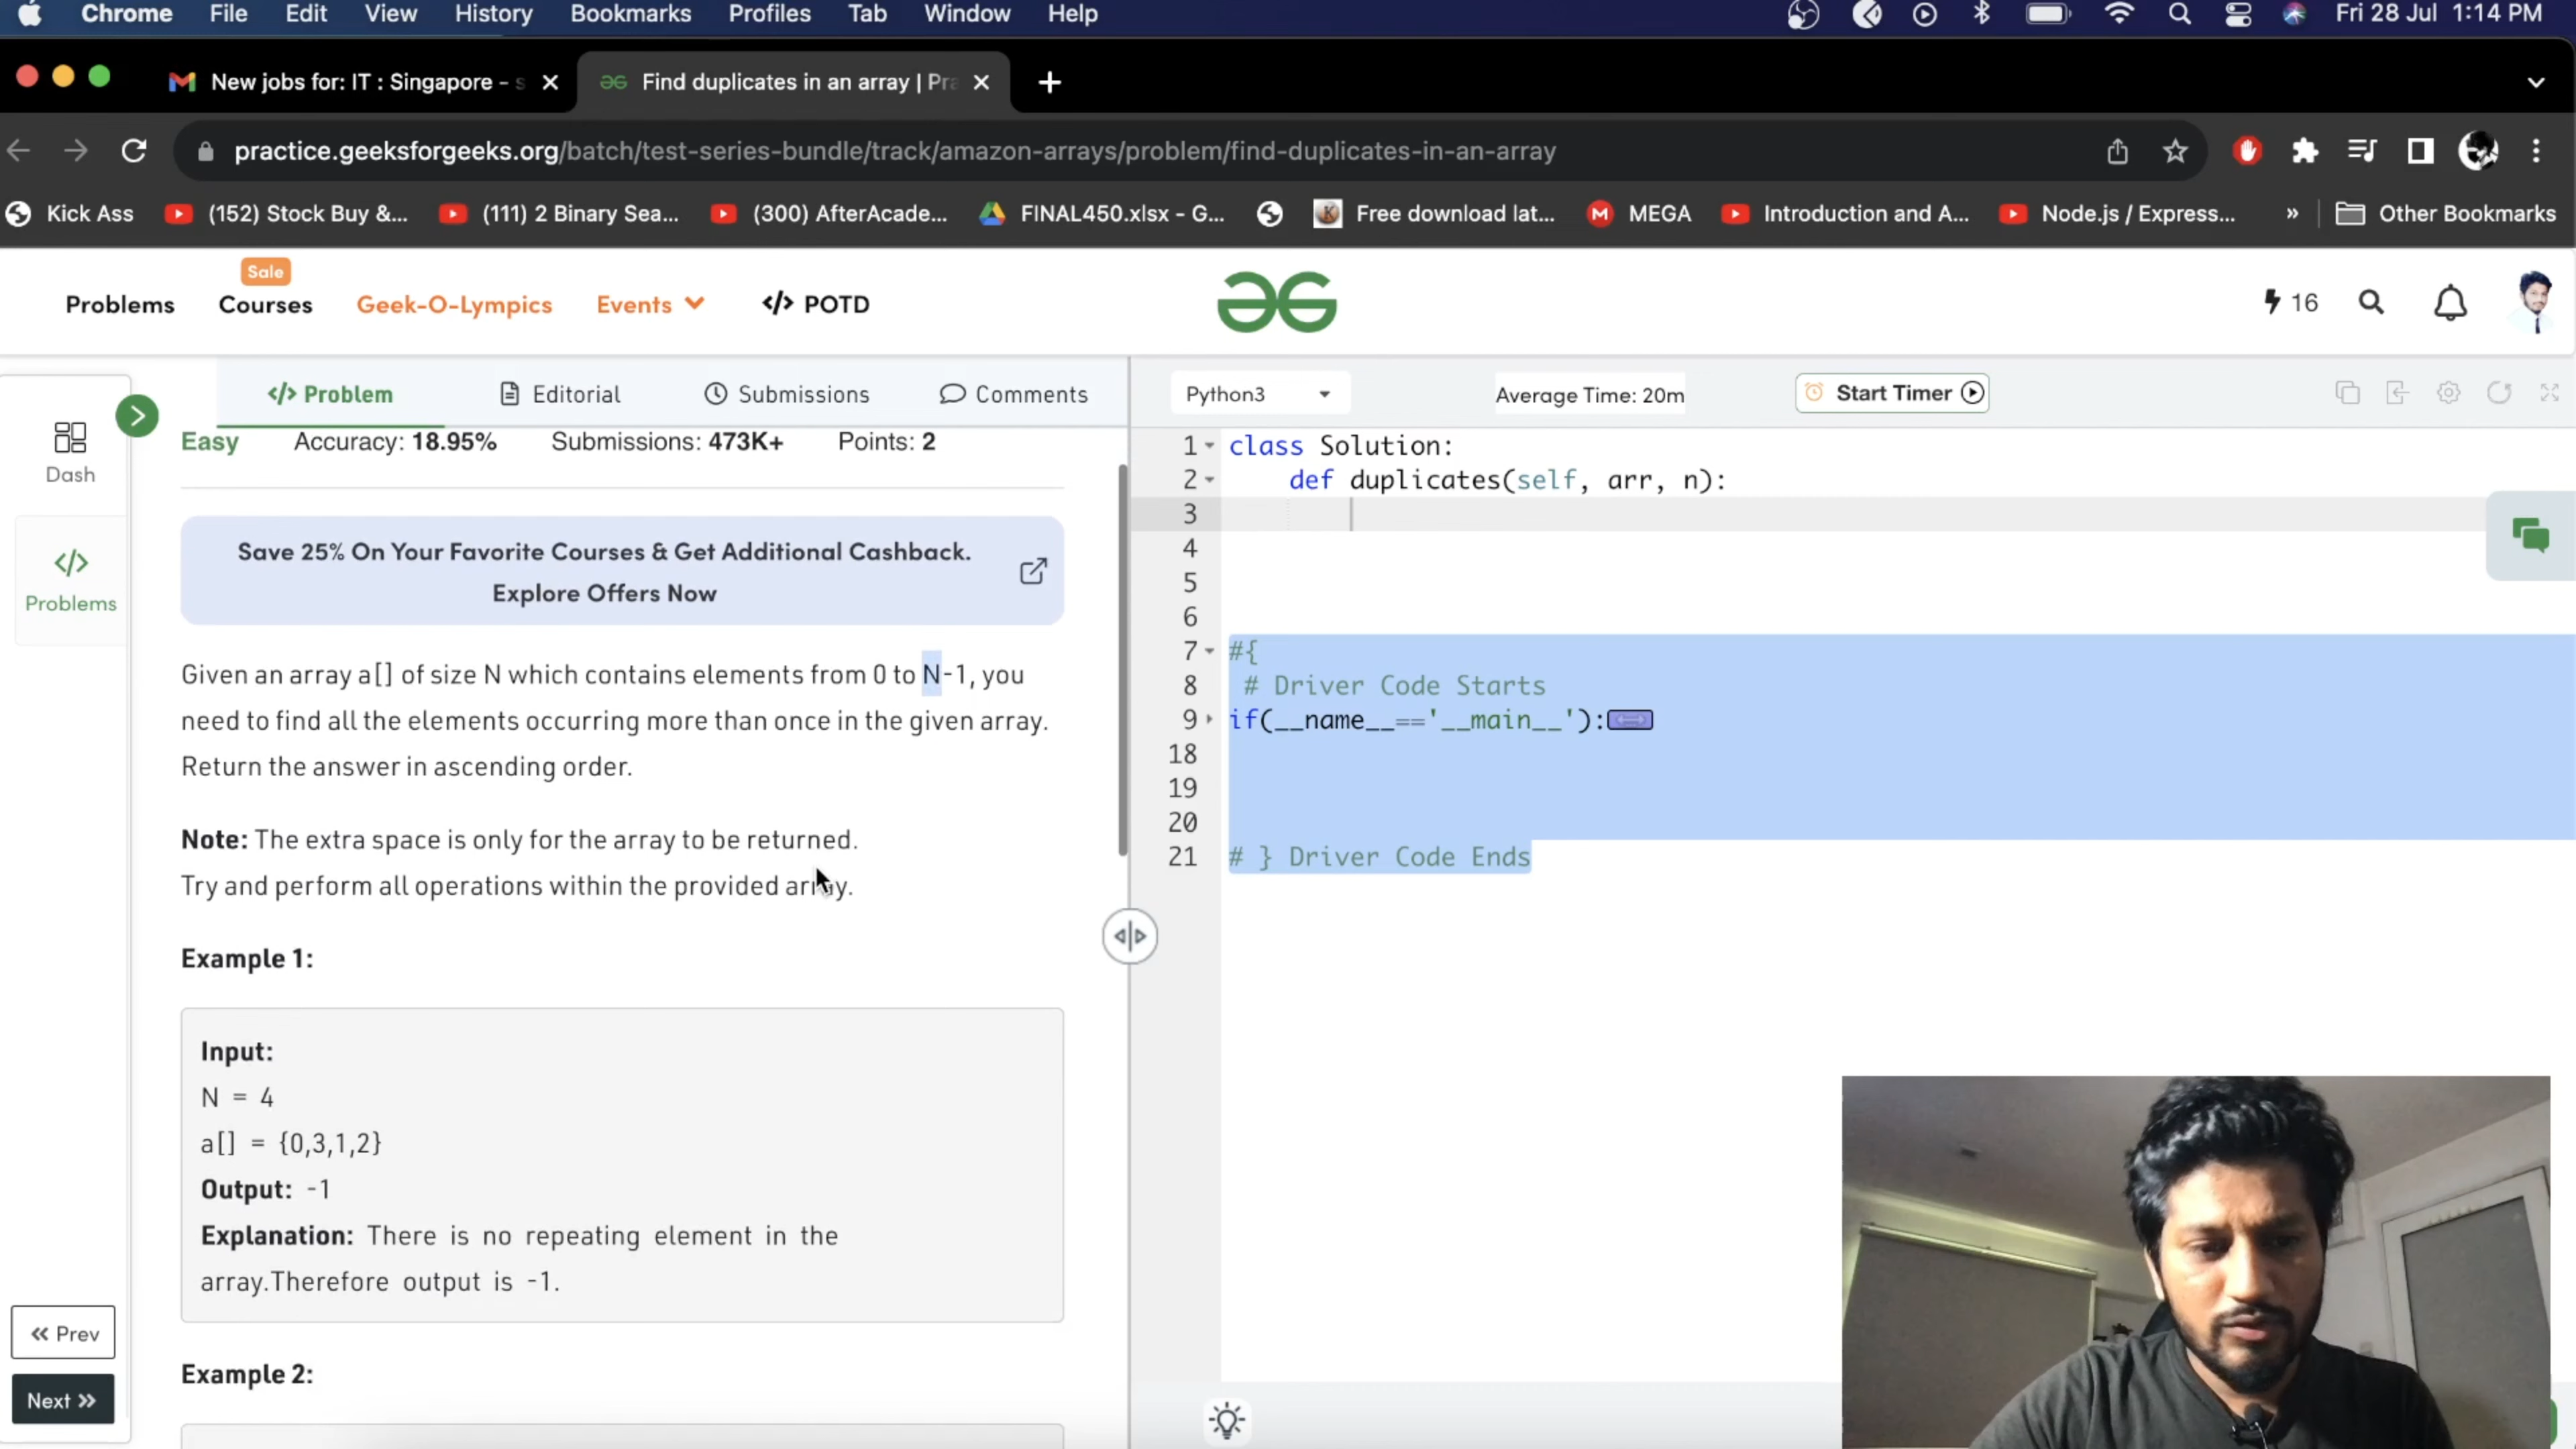 Chrome File Edit View History Bookmarks Profiles Tab Window Help Fri 28 Jul 1:14 PM
New jobs for: IT : Singapore - s Find duplicates in an array | Pra
practice.geeksforgeeks.org/batch/test-series-bundle/track/amazon-arrays/problem/find-duplicates-in-an-array
Kick Ass (152) Stock Buy &... (111) 2 Binary Sea... (300) AfterAcade... FINAL450.xlsx - G... Free download lat... MEGA Introduction and A... Node.js / Express... » Other Bookmarks
Sale
Problems Courses Geek-O-Lympics Events </> POTD 16
</> Problem Editorial Submissions Comments
Python3 Average Time: 20m Start Timer
Dash
</>
Problems
« Prev
Next »
Easy Accuracy: 18.95% Submissions: 473K+ Points: 2
Save 25% On Your Favorite Courses & Get Additional Cashback.
Explore Offers Now
Given an array a[] of size N which contains elements from 0 to N-1, you
need to find all the elements occurring more than once in the given array.
Return the answer in ascending order.
Note: The extra space is only for the array to be returned.
Try and perform all operations within the provided array.
Example 1:
Input:
N = 4
a[] = {0,3,1,2}
Output: -1
Explanation: There is no repeating element in the
array.Therefore output is -1.
Example 2:
1 class Solution:
2 def duplicates(self, arr, n):
3
4
5
6
7 #{
8 # Driver Code Starts
9 if(__name__=='__main__'):
18
19
20
21 # } Driver Code Ends